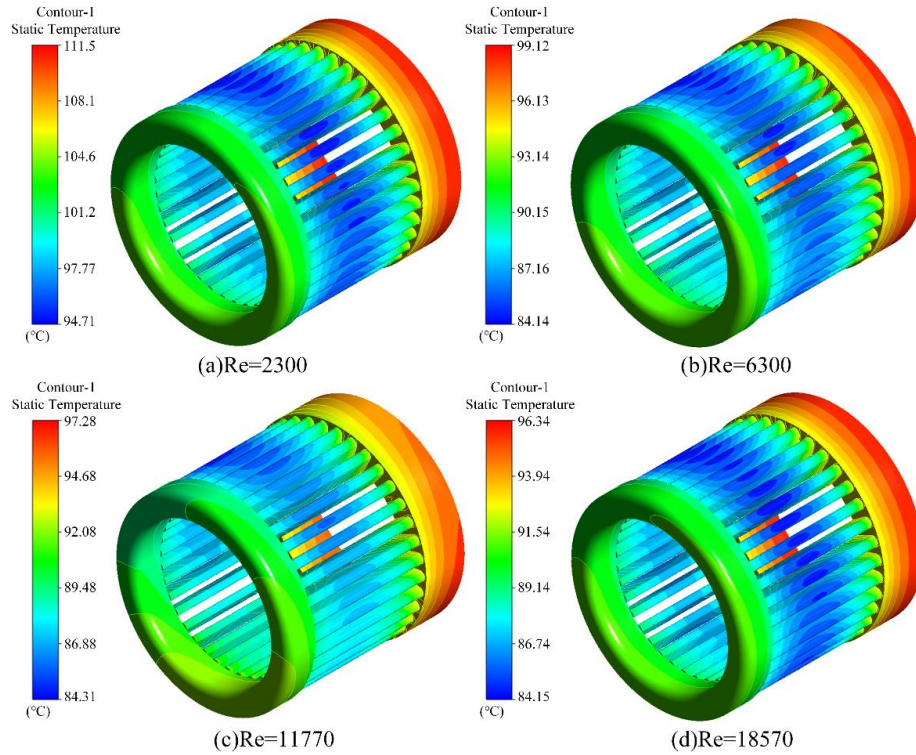 Contour-1
Static Temperature
111.5
108.1
104.6
101.2
97.77
94.71
(℃)
(a)Re=2300
Contour-1
Static Temperature
99.12
96.13
93.14
90.15
87.16
84.14
(℃)
(b)Re=6300
Contour-1
Static Temperature
97.28
94.68
92.08
89.48
86.88
84.31
(℃)
(c)Re=11770
Contour-1
Static Temperature
96.34
93.94
91.54
89.14
86.74
84.15
(℃)
(d)Re=18570